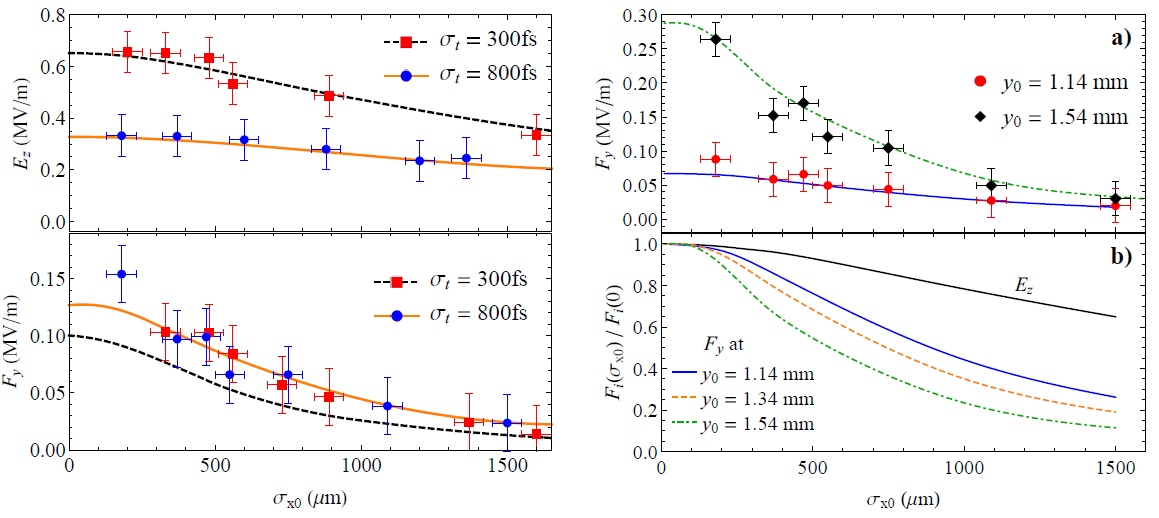 0.8
0.6
0.4
0.2
0.0
E_z (MV/m)
σ_t = 300fs
σ_t = 800fs
0.15
0.10
0.05
0.00
F_y (MV/m)
σ_t = 300fs
σ_t = 800fs
0 500 1000 1500
σ_x0 (μm)
0.30
0.25
0.20
0.15
0.10
0.05
0.00
F_y (MV/m)
a)
y_0 = 1.14 mm
y_0 = 1.54 mm
1.0
0.8
0.6
0.4
0.2
0.0
F_i(σ_x0) / F_i(0)
b)
E_z
F_y at
y_0 = 1.14 mm
y_0 = 1.34 mm
y_0 = 1.54 mm
0 500 1000 1500
σ_x0 (μm)